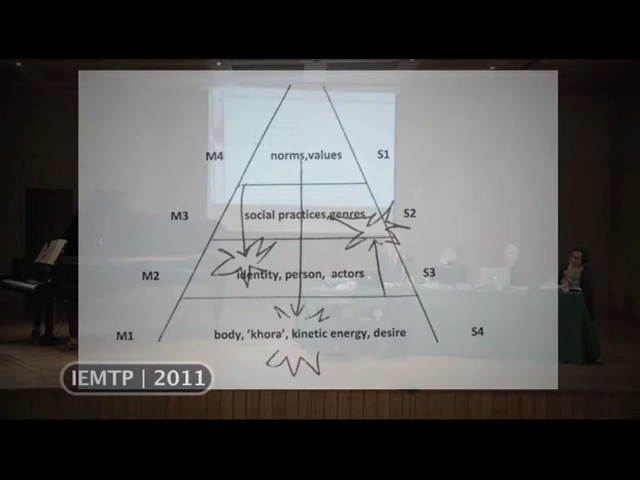 M4 norms,values S1
M3 social practices,genres S2
M2 identity, person, actors S3
M1 body, 'khora', kinetic energy, desire S4
IEMTP | 2011